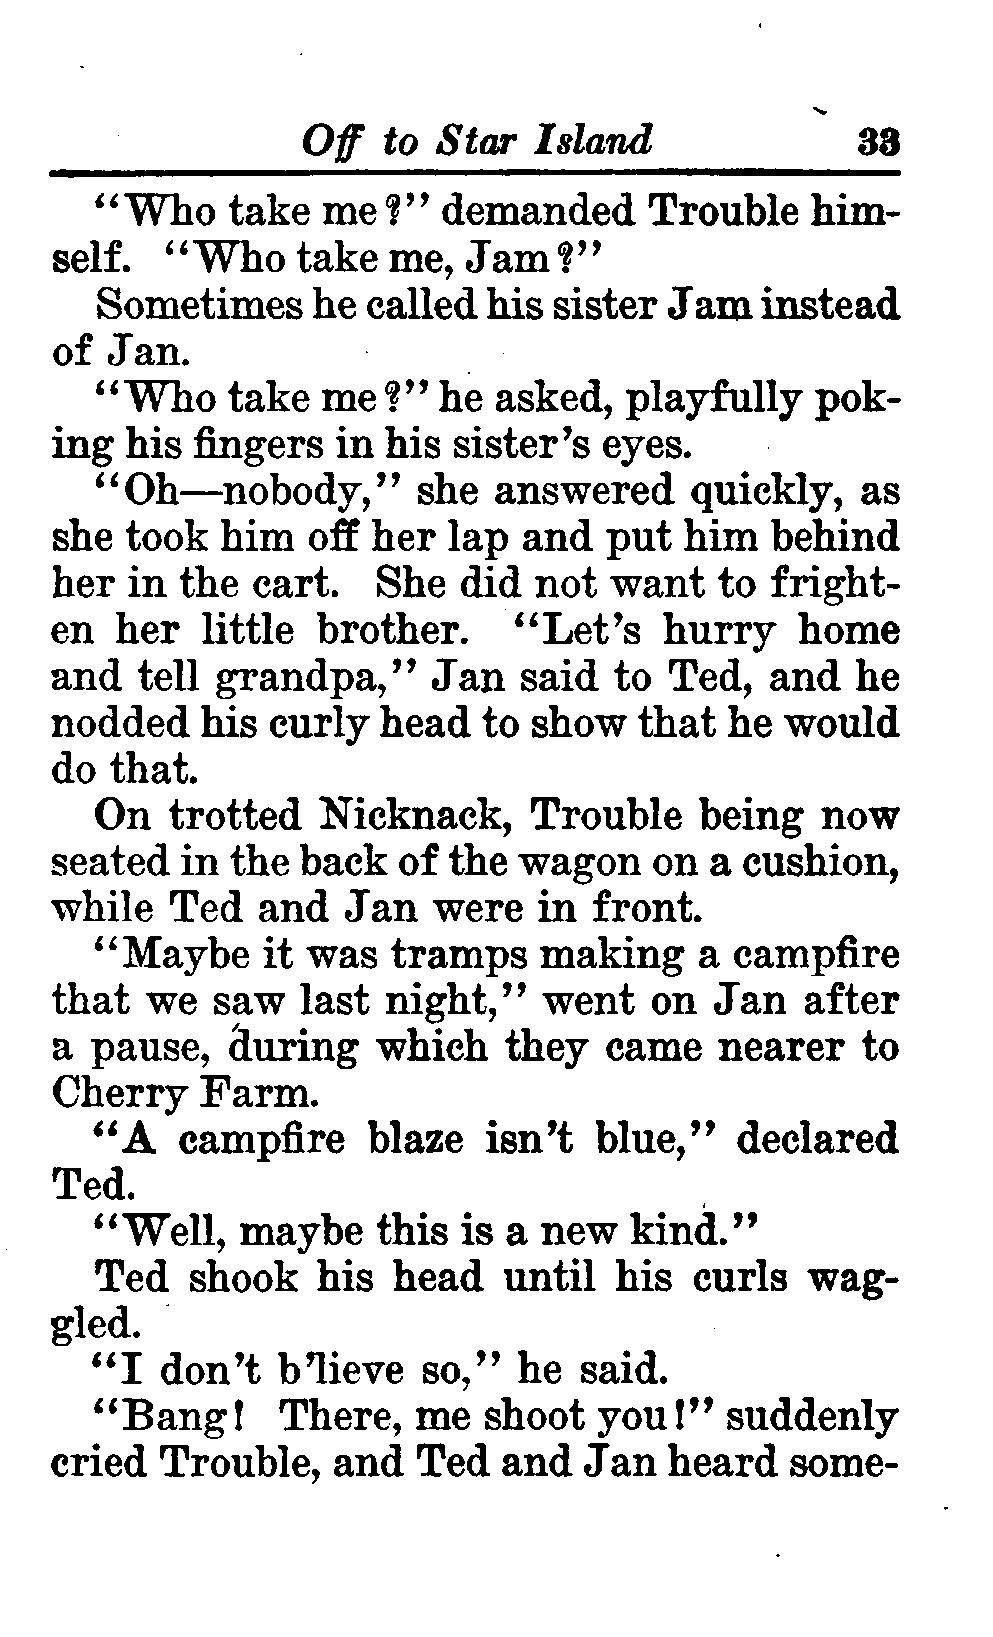 Off to Star Island 33
“Who take me?” demanded Trouble him-
self. “Who take me, Jam?”
Sometimes he called his sister Jam instead
of Jan.
“Who take me?” he asked, playfully pok-
ing his fingers in his sister’s eyes.
“Oh—nobody,” she answered quickly, as
she took him off her lap and put him behind
her in the cart. She did not want to fright-
en her little brother. “Let’s hurry home
and tell grandpa,” Jan said to Ted, and he
nodded his curly head to show that he would
do that.
On trotted Nicknack, Trouble being now
seated in the back of the wagon on a cushion,
while Ted and Jan were in front.
“Maybe it was tramps making a campfire
that we saw last night,” went on Jan after
a pause, during which they came nearer to
Cherry Farm.
“A campfire blaze isn’t blue,” declared
Ted.
“Well, maybe this is a new kind.”
Ted shook his head until his curls wag-
gled.
“I don’t b’lieve so,” he said.
“Bang! There, me shoot you!” suddenly
cried Trouble, and Ted and Jan heard some-